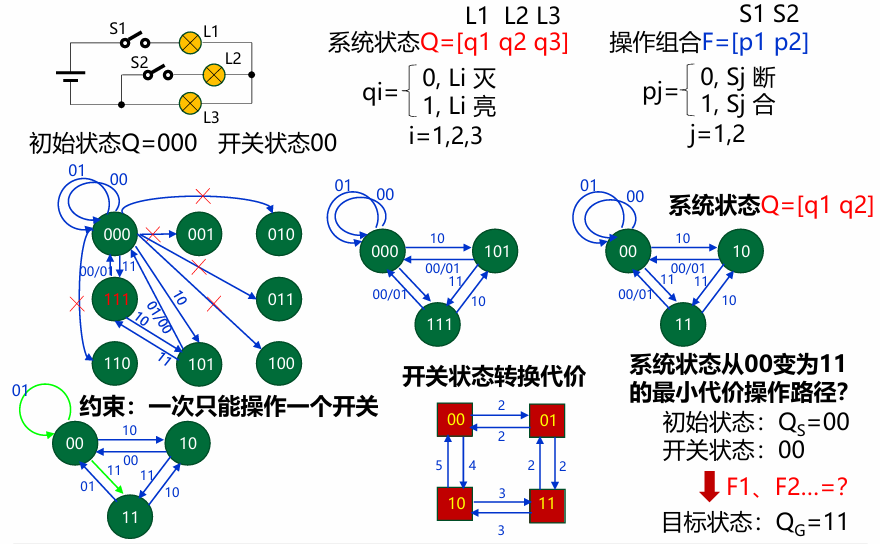 S1
L1
S2
L2
L3
初始状态Q=000 开关状态00
L1 L2 L3
系统状态Q=[q1 q2 q3]
qi=
0, Li 灭
1, Li 亮
i=1,2,3
S1 S2
操作组合F=[p1 p2]
pj=
0, Sj 断
1, Sj 合
j=1,2
01
00
000
001
010
00/01
11
111
10
01/00
011
10
11
110
101
100
01
00
000
10
101
00/01
11
00/01
10
111
系统状态Q=[q1 q2]
01
00
00
10
10
00/01
11
11
00/01
10
11
约束：一次只能操作一个开关
01
00
10
10
00
11
11
01
10
11
开关状态转换代价
00
2
01
2
5
4
2
2
10
3
11
3
系统状态从00变为11
的最小代价操作路径?
初始状态：QS=00
开关状态：00
F1、F2...=?
目标状态：QG=11